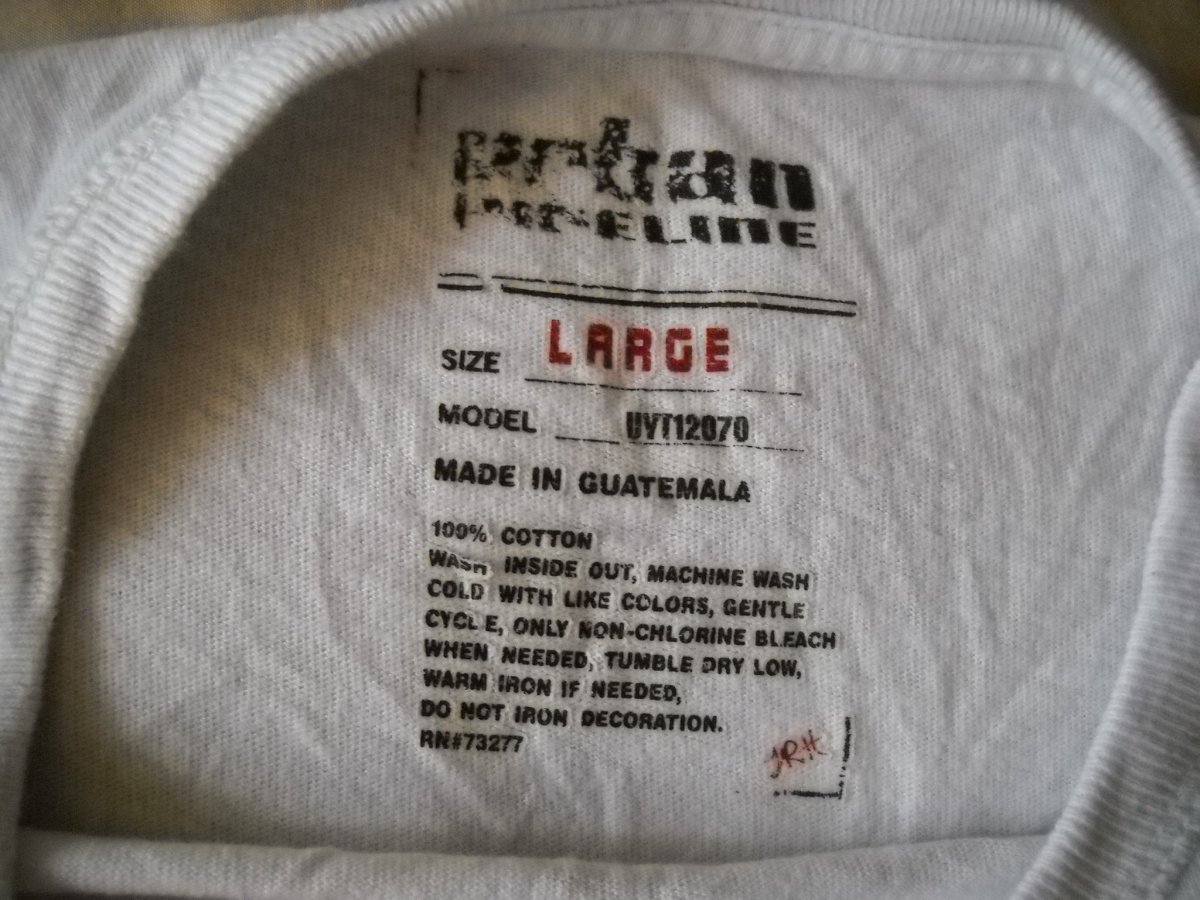 urban
PIPELINE
SIZE LARGE
MODEL UYT12070
MADE IN GUATEMALA
100% COTTON
WASH INSIDE OUT, MACHINE WASH
COLD WITH LIKE COLORS, GENTLE
CYCLE, ONLY NON-CHLORINE BLEACH
WHEN NEEDED, TUMBLE DRY LOW,
WARM IRON IF NEEDED,
DO NOT IRON DECORATION.
RN#73277
JRH